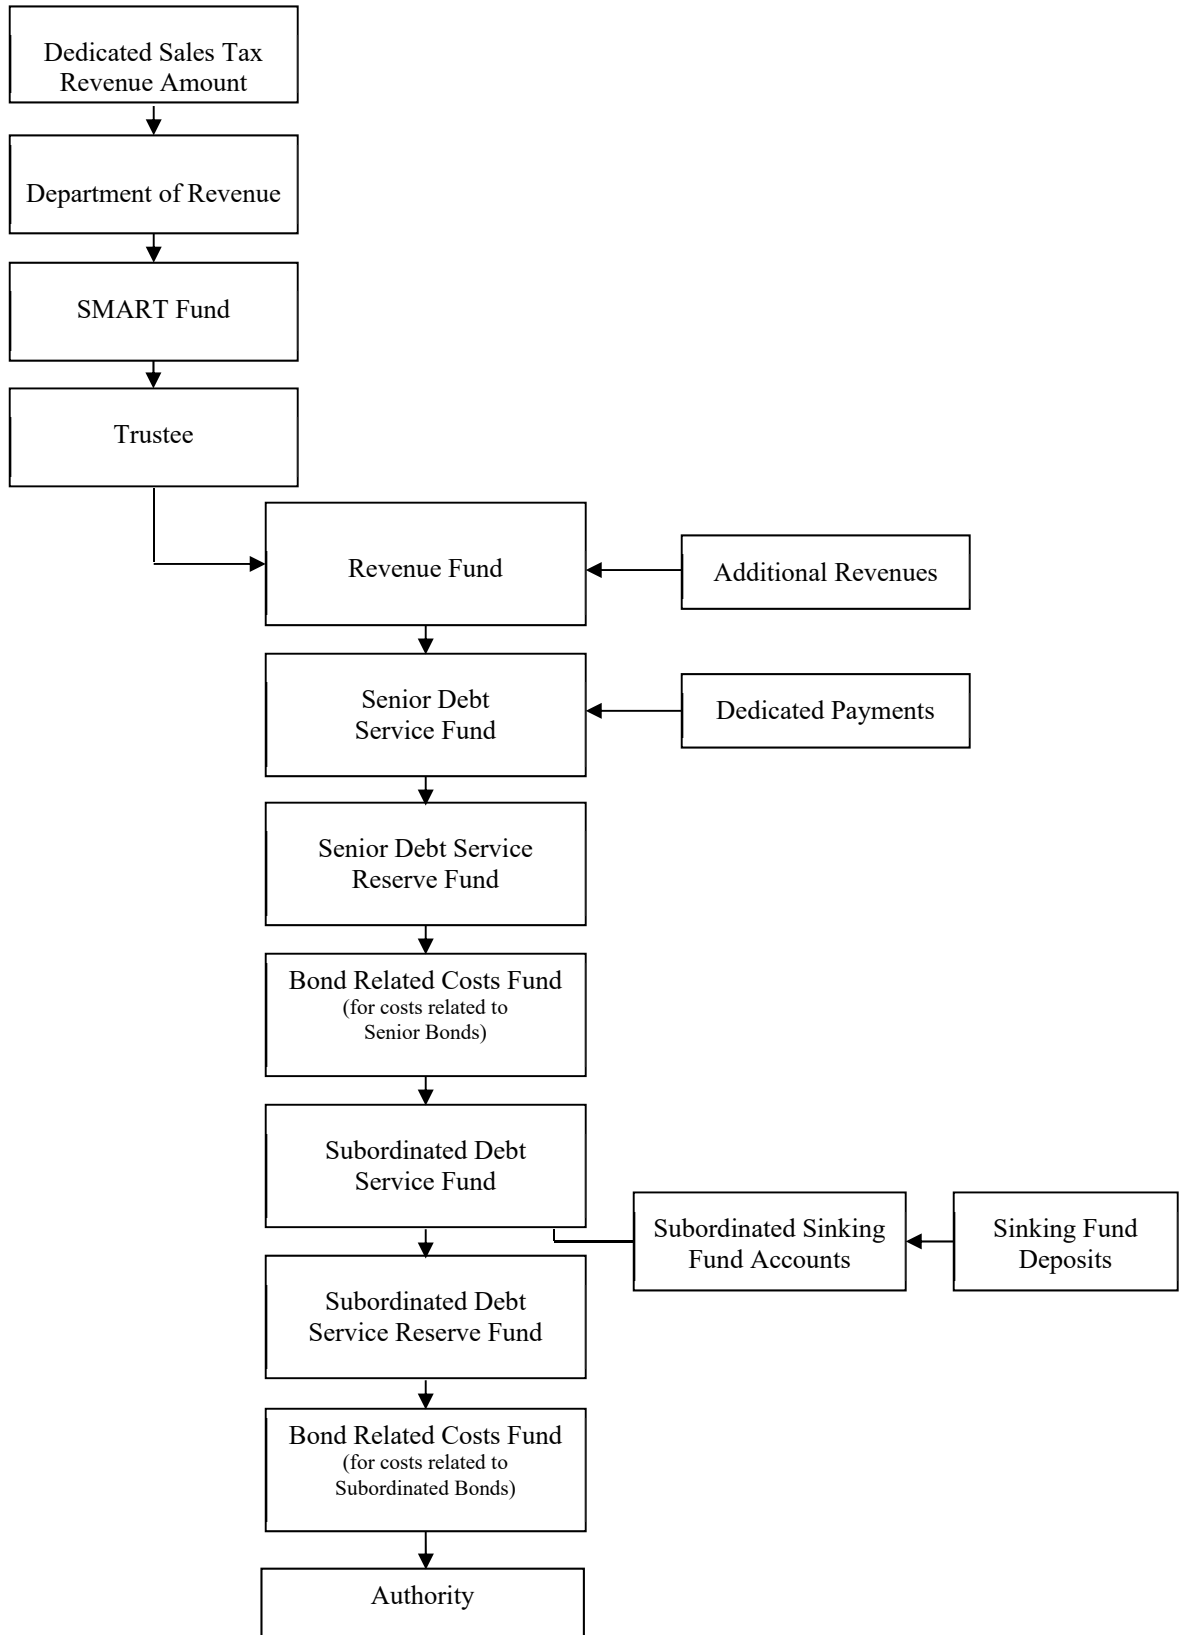 Dedicated Sales Tax
Revenue Amount
Department of Revenue
SMART Fund
Trustee
Revenue Fund
Additional Revenues
Senior Debt
Service Fund
Dedicated Payments
Senior Debt Service
Reserve Fund
Bond Related Costs Fund
(for costs related to
Senior Bonds)
Subordinated Debt
Service Fund
Subordinated Sinking
Fund Accounts
Sinking Fund
Deposits
Subordinated Debt
Service Reserve Fund
Bond Related Costs Fund
(for costs related to
Subordinated Bonds)
Authority